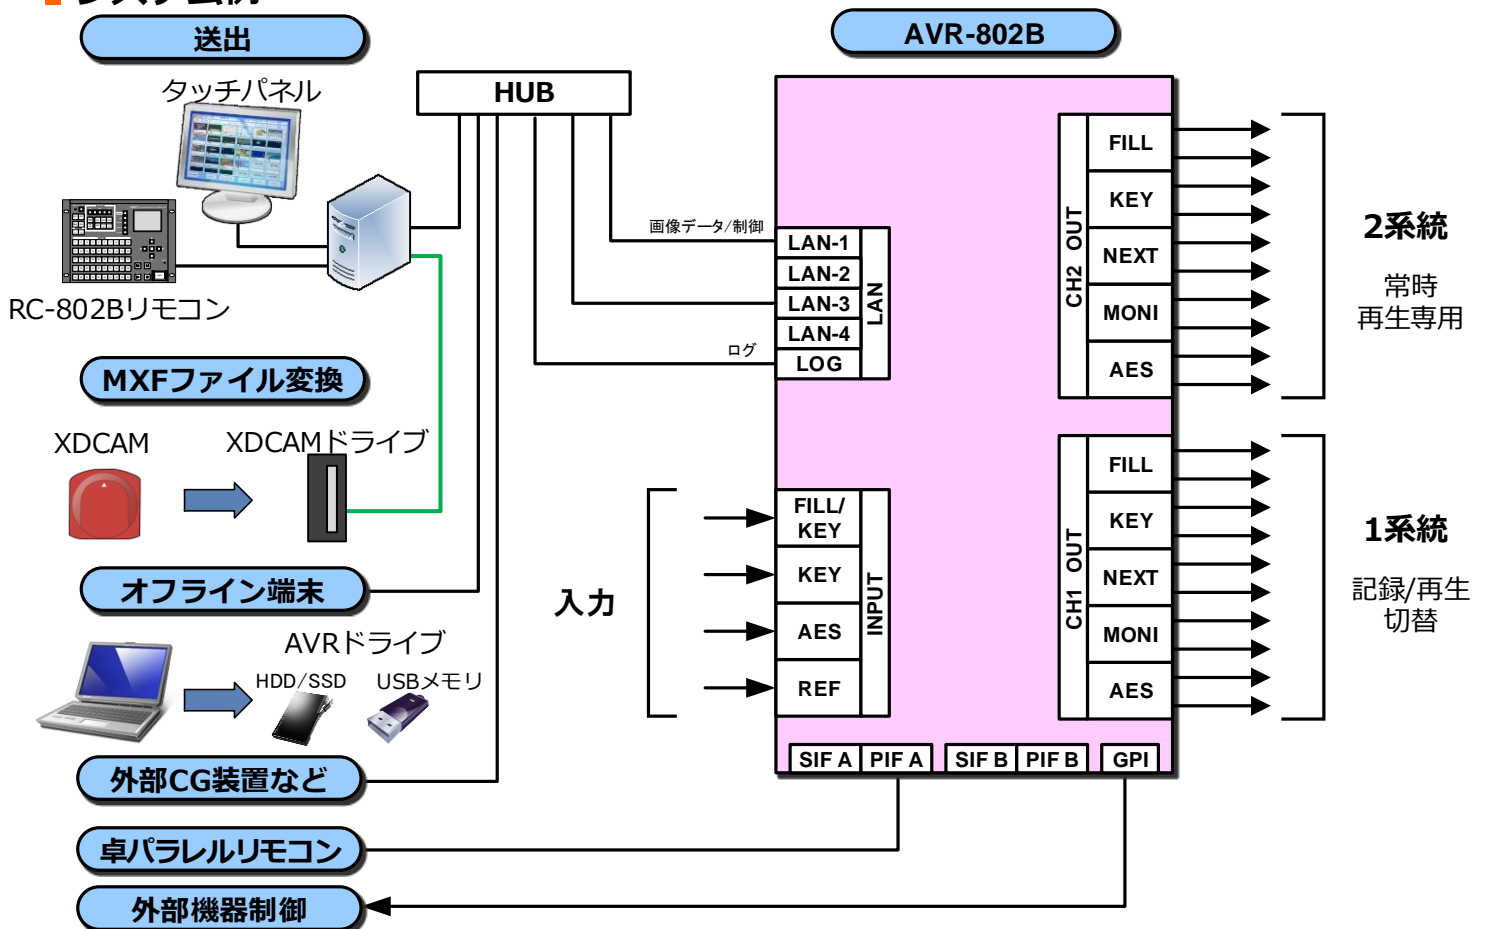 システム例
送出
AVR-802B
タッチパネル
HUB
RC-802Bリモコン
画像データ/制御
LAN-1
LAN-2
LAN-3
LAN-4
LOG
LAN
ログ
CH2 OUT
FILL
KEY
NEXT
MONI
AES
2系統
常時
再生専用
MXFファイル変換
XDCAM
XDCAMドライブ
入力
FILL/
KEY
KEY
AES
REF
INPUT
CH1 OUT
FILL
KEY
NEXT
MONI
AES
1系統
記録/再生
切替
オフライン端末
AVRドライブ
HDD/SSD
USBメモリ
SIF A
PIF A
SIF B
PIF B
GPI
外部CG装置など
卓パラレルリモコン
外部機器制御